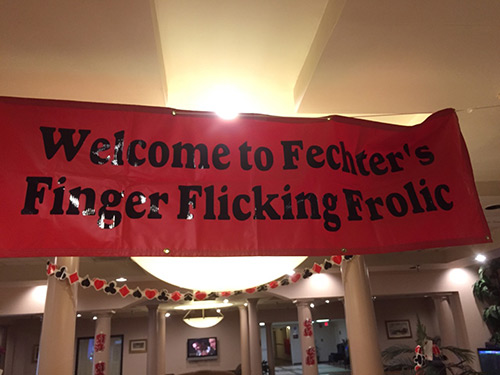 Welcome to Fechter's
Finger Flicking Frolic